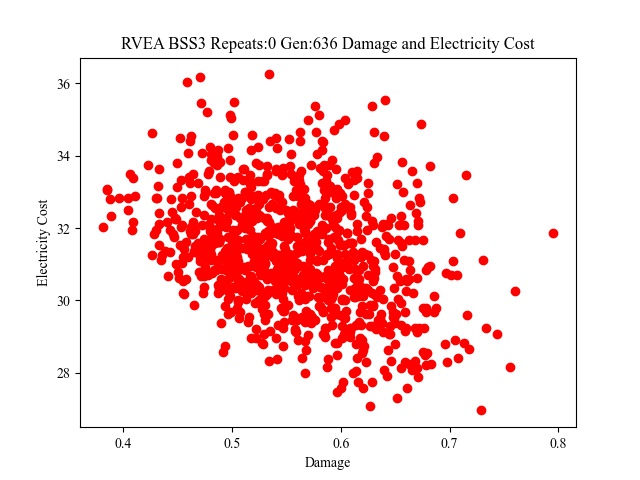 RVEA BSS3 Repeats:0 Gen:636 Damage and Electricity Cost
36
34
32
30
28
Electricity Cost
0.4 0.5 0.6 0.7 0.8
Damage